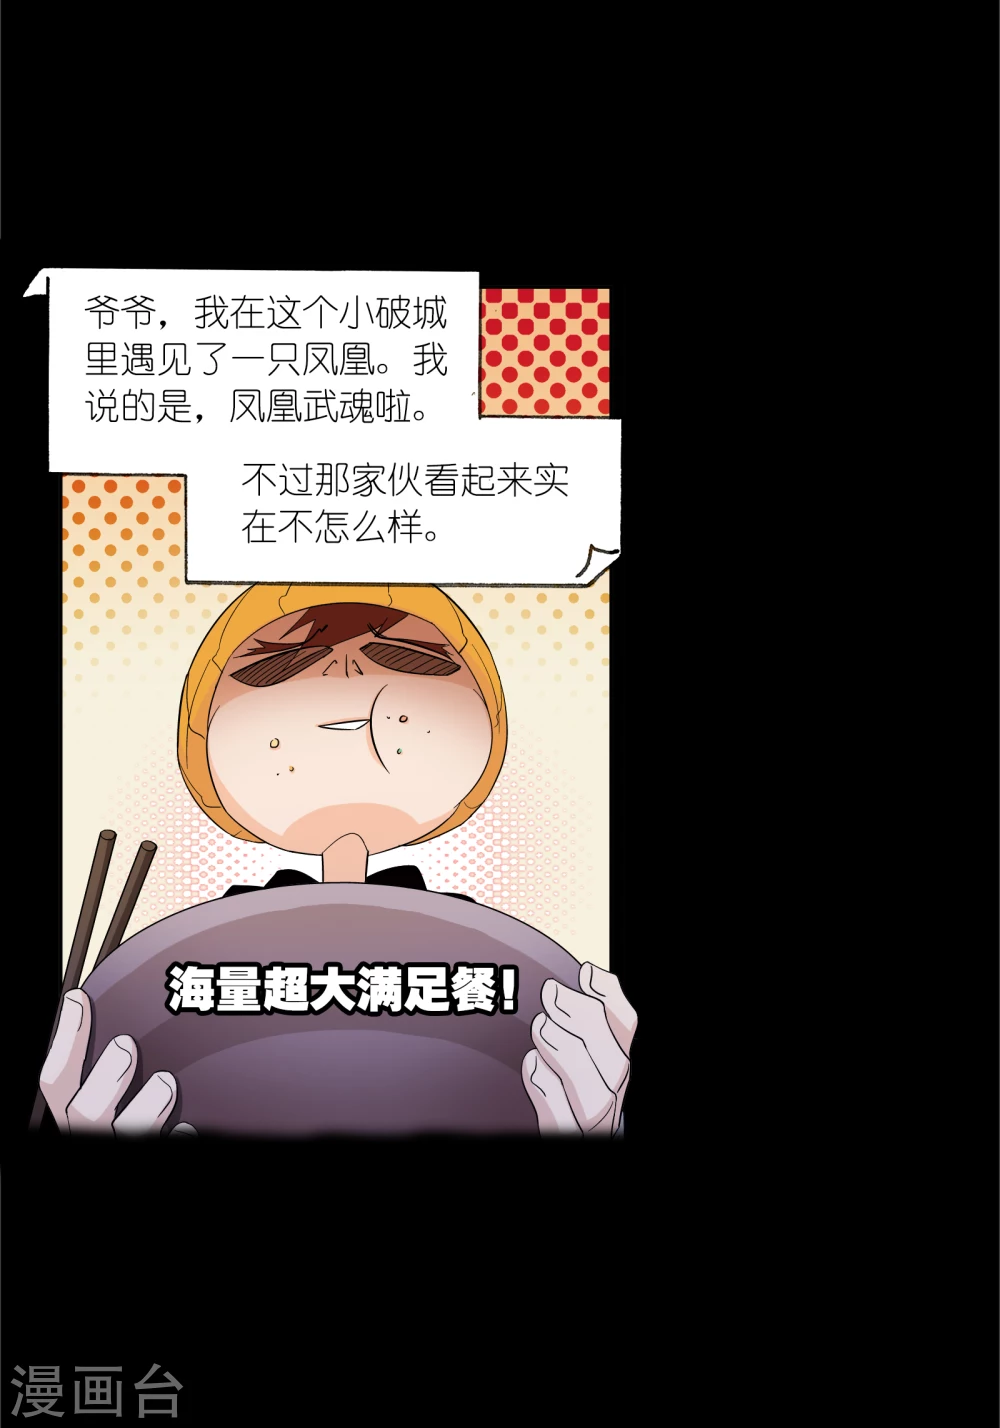 爷爷，我在这个小破城
里遇见了一只凤凰。我
说的是，凤凰武魂啦。
不过那家伙看起来实
在不怎么样。
海量超大满足餐！
漫画台